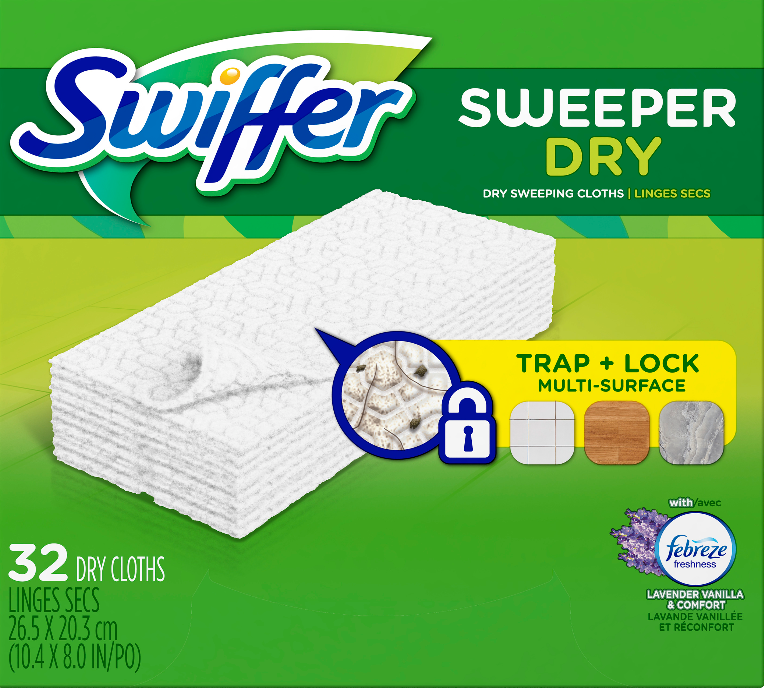 Swiffer
SWEEPER
DRY
DRY SWEEPING CLOTHS | LINGES SECS
TRAP + LOCK
MULTI-SURFACE
with/avec
febreze
freshness
LAVENDER VANILLA
& COMFORT
LAVANDE VANILLÉE
ET RÉCONFORT
32 DRY CLOTHS
LINGES SECS
26.5 X 20.3 cm
(10.4 X 8.0 IN/PO)